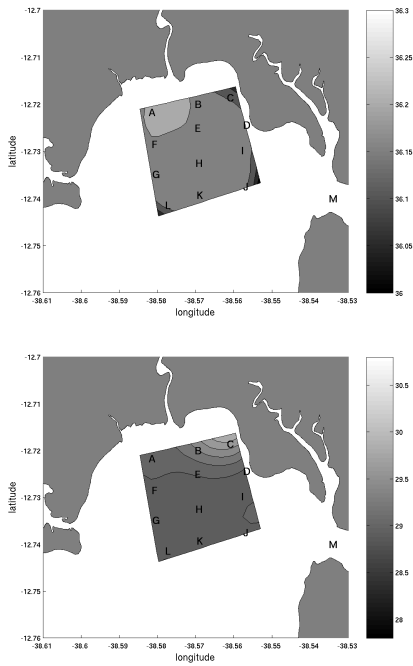 -12.7
-12.71
-12.72
-12.73
-12.74
-12.75
-12.76
latitude
-38.61 -38.6 -38.59 -38.58 -38.57 -38.56 -38.55 -38.54 -38.53
longitude
A B C
D
E
F
G
H
I
J
K
L
M
36.3
36.25
36.2
36.15
36.1
36.05
36
-12.7
-12.71
-12.72
-12.73
-12.74
-12.75
-12.76
latitude
-38.61 -38.6 -38.59 -38.58 -38.57 -38.56 -38.55 -38.54 -38.53
longitude
A B C
D
E
F
G
H
I
J
K
L
M
30.5
30
29.5
29
28.5
28